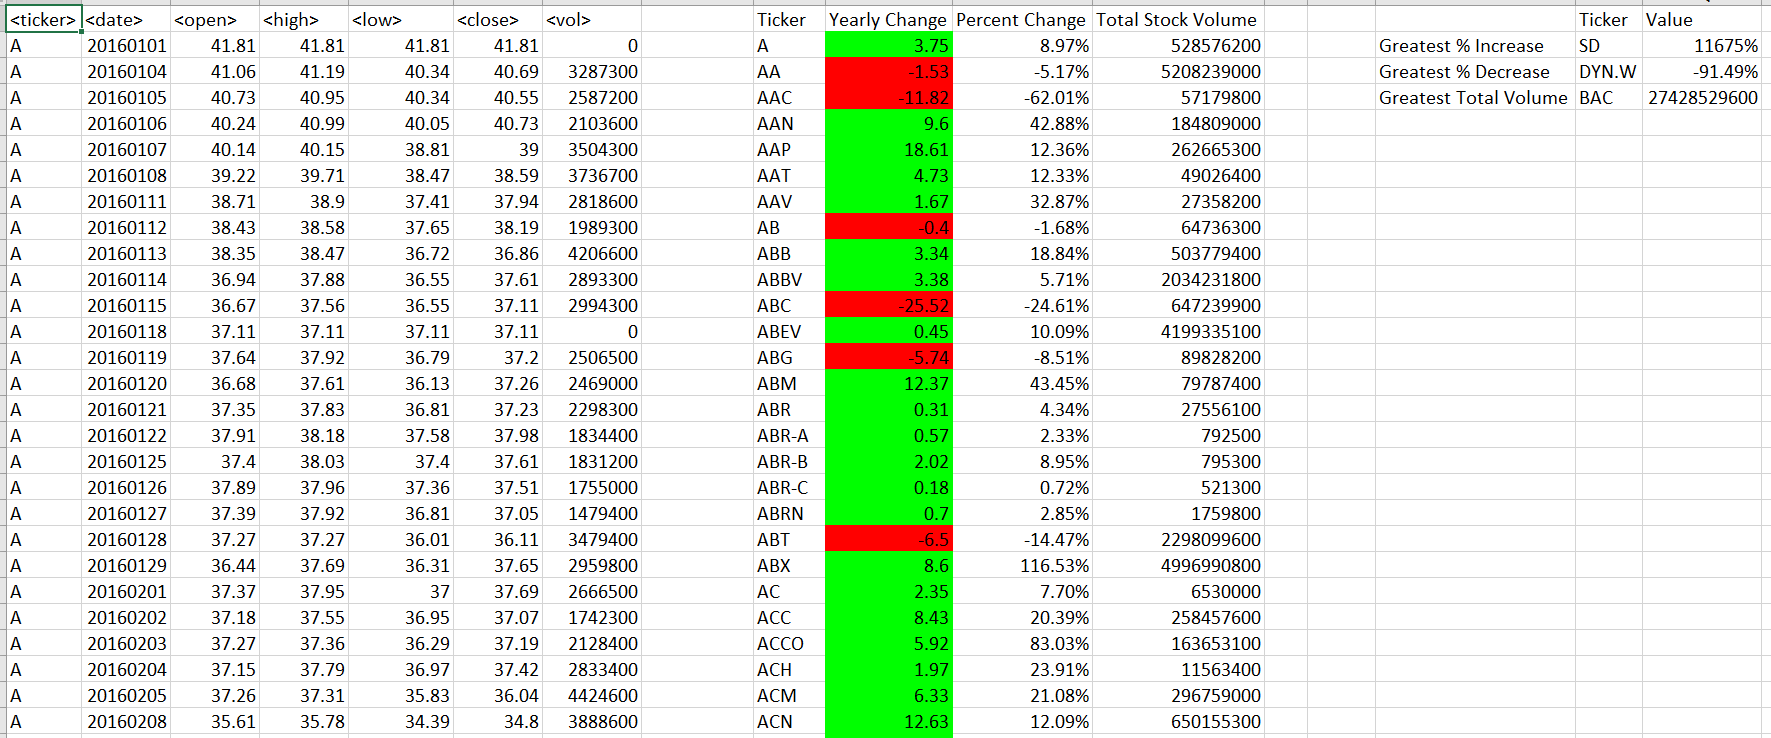 <ticker> <date> <open> <high> <low> <close> <vol> Ticker Yearly Change Percent Change Total Stock Volume Ticker Value
A 20160101 41.81 41.81 41.81 41.81 0 A 3.75 8.97% 528576200 Greatest % Increase SD 11675%
A 20160104 41.06 41.19 40.34 40.69 3287300 AA -1.53 -5.17% 5208239000 Greatest % Decrease DYN.W -91.49%
A 20160105 40.73 40.95 40.34 40.55 2587200 AAC -11.82 -62.01% 57179800 Greatest Total Volume BAC 27428529600
A 20160106 40.24 40.99 40.05 40.73 2103600 AAN 9.6 42.88% 184809000
A 20160107 40.14 40.15 38.81 39 3504300 AAP 18.61 12.36% 262665300
A 20160108 39.22 39.71 38.47 38.59 3736700 AAT 4.73 12.33% 49026400
A 20160111 38.71 38.9 37.41 37.94 2818600 AAV 1.67 32.87% 27358200
A 20160112 38.43 38.58 37.65 38.19 1989300 AB -0.4 -1.68% 64736300
A 20160113 38.35 38.47 36.72 36.86 4206600 ABB 3.34 18.84% 503779400
A 20160114 36.94 37.88 36.55 37.61 2893300 ABBV 3.38 5.71% 2034231800
A 20160115 36.67 37.56 36.55 37.11 2994300 ABC -25.52 -24.61% 647239900
A 20160118 37.11 37.11 37.11 37.11 0 ABEV 0.45 10.09% 4199335100
A 20160119 37.64 37.92 36.79 37.2 2506500 ABG -5.74 -8.51% 89828200
A 20160120 36.68 37.61 36.13 37.26 2469000 ABM 12.37 43.45% 79787400
A 20160121 37.35 37.83 36.81 37.23 2298300 ABR 0.31 4.34% 27556100
A 20160122 37.91 38.18 37.58 37.98 1834400 ABR-A 0.57 2.33% 792500
A 20160125 37.4 38.03 37.4 37.61 1831200 ABR-B 2.02 8.95% 795300
A 20160126 37.89 37.96 37.36 37.51 1755000 ABR-C 0.18 0.72% 521300
A 20160127 37.39 37.92 36.81 37.05 1479400 ABRN 0.7 2.85% 1759800
A 20160128 37.27 37.27 36.01 36.11 3479400 ABT -6.5 -14.47% 2298099600
A 20160129 36.44 37.69 36.31 37.65 2959800 ABX 8.6 116.53% 4996990800
A 20160201 37.37 37.95 37 37.69 2666500 AC 2.35 7.70% 6530000
A 20160202 37.18 37.55 36.95 37.07 1742300 ACC 8.43 20.39% 258457600
A 20160203 37.27 37.36 36.29 37.19 2128400 ACCO 5.92 83.03% 163653100
A 20160204 37.15 37.79 36.97 37.42 2833400 ACH 1.97 23.91% 11563400
A 20160205 37.26 37.31 35.83 36.04 4424600 ACM 6.33 21.08% 296759000
A 20160208 35.61 35.78 34.39 34.8 3888600 ACN 12.63 12.09% 650155300